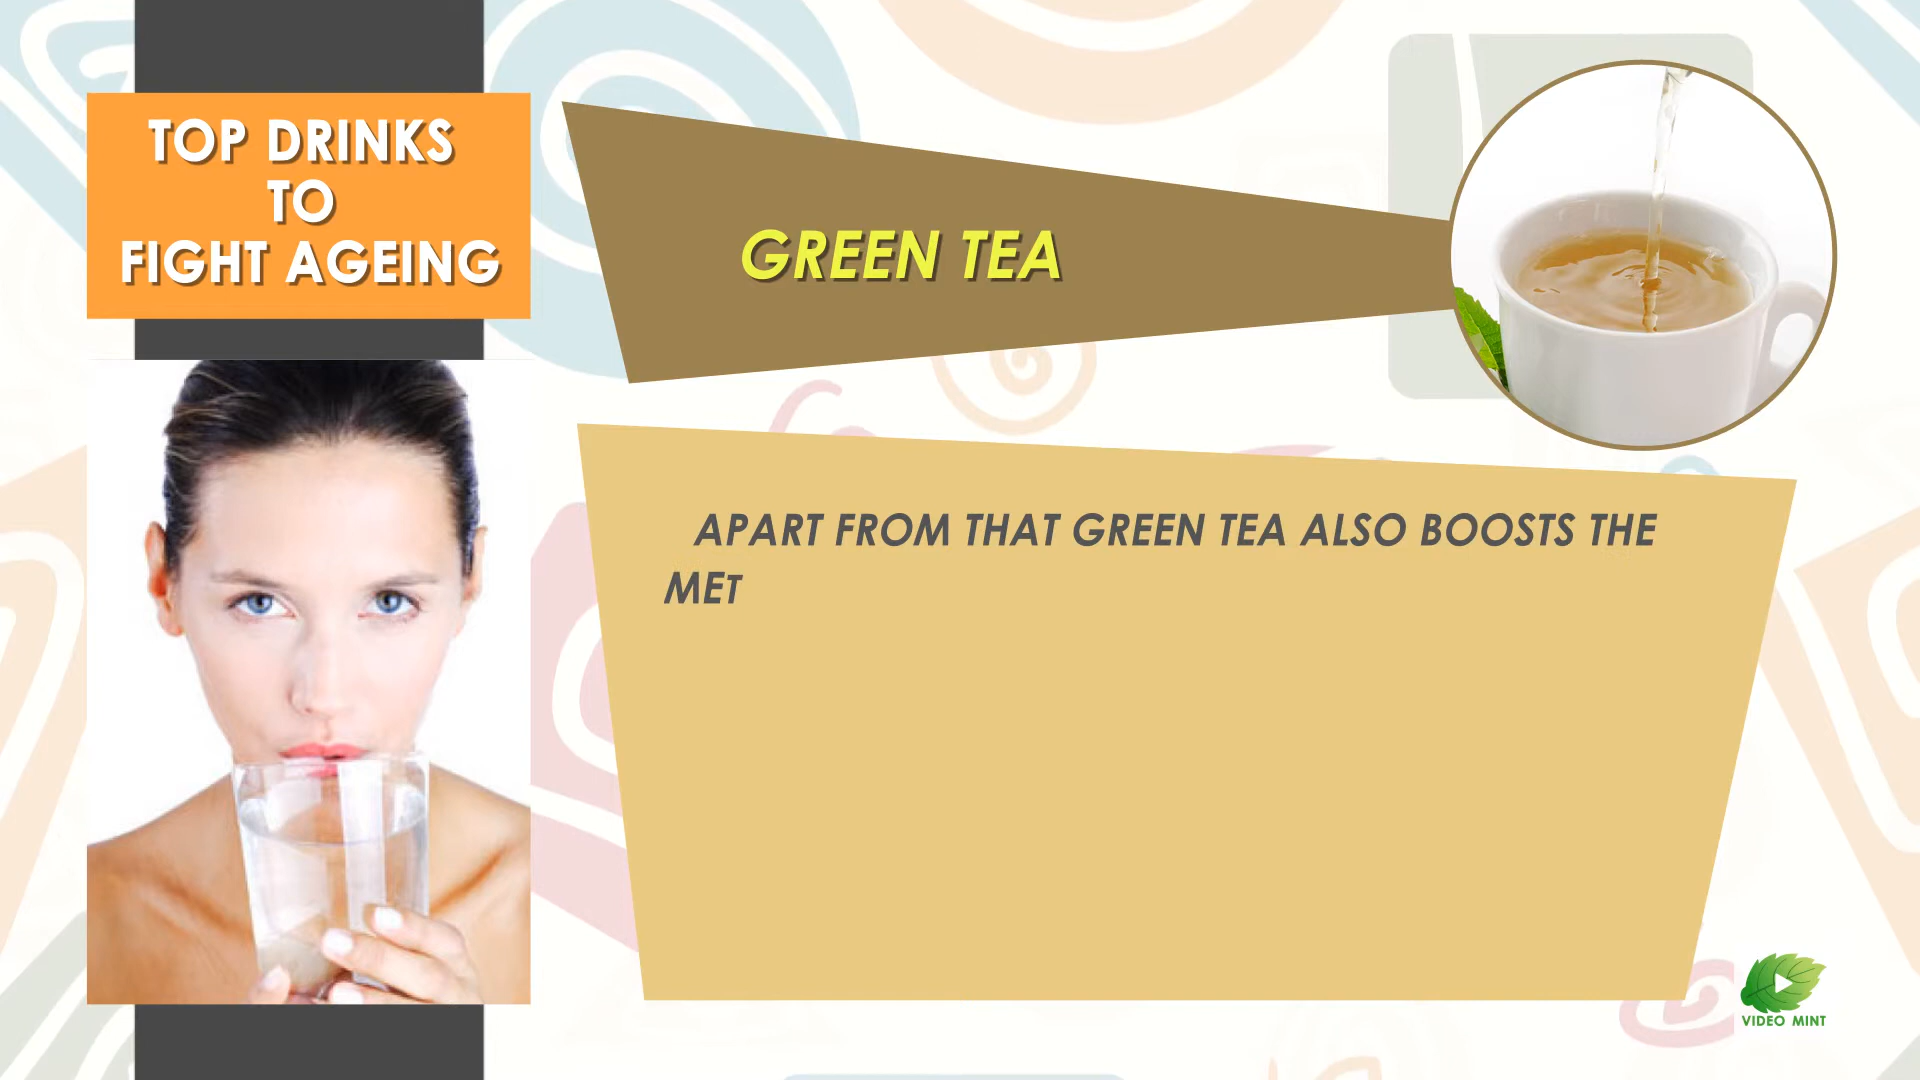 TOP DRINKS
TO
FIGHT AGEING
GREEN TEA
APART FROM THAT GREEN TEA ALSO BOOSTS THE
MET
VIDEO MINT